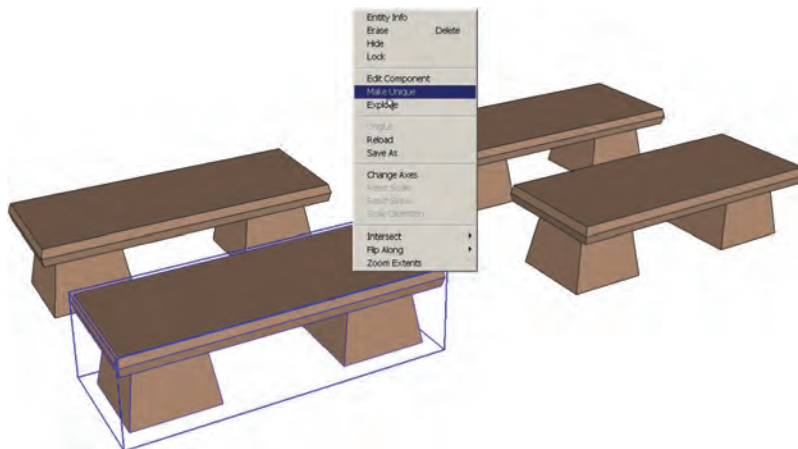 Entity Info
Erase Delete
Hide
Lock
Edit Component
Make Unique
Explode
Unglue
Reload
Save As
Change Axes
Reset Scale
Reset Skew
Scale Definition
Intersect
Flip Along
Zoom Extents